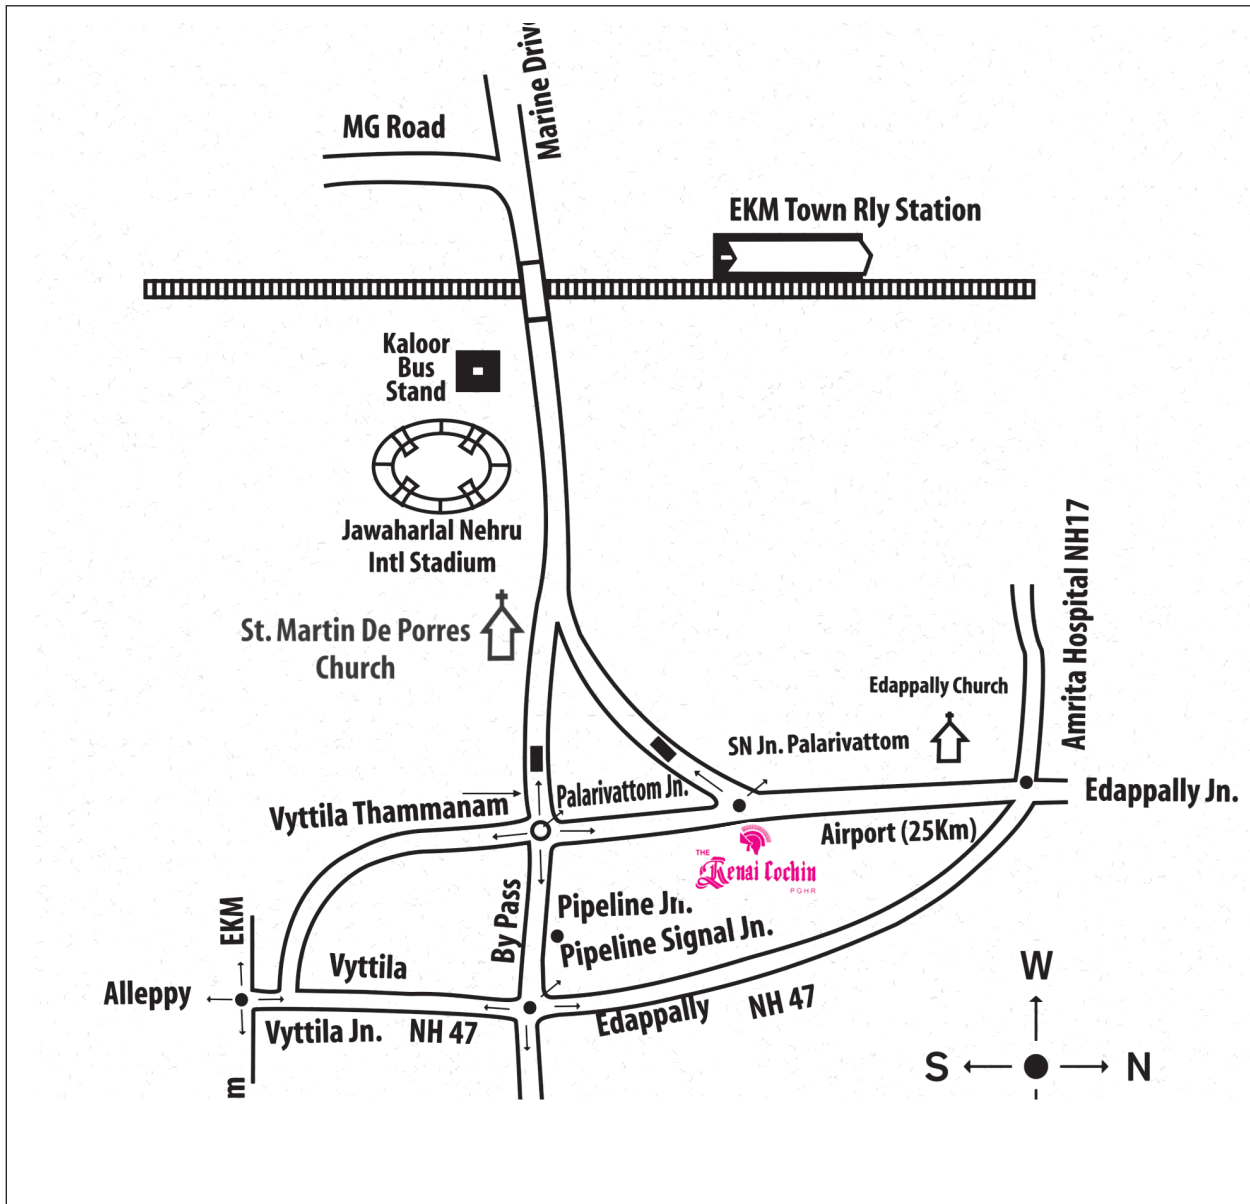 Marine Drive
MG Road
EKM Town Rly Station
Kaloor
Bus
Stand
Jawaharlal Nehru
Intl Stadium
St. Martin De Porres
Church
Amrita Hospital NH17
Edappally Church
SN Jn. Palarivattom
Edappally Jn.
Palarivattom Jn.
Vyttila Thammanam
Airport (25Km)
THE
Renai Cochin
P G H R
Pipeline Jn.
Pipeline Signal Jn.
By Pass
EKM
Vyttila
Alleppy
Vyttila Jn.
NH 47
Edappally
NH 47
m
W
S
N